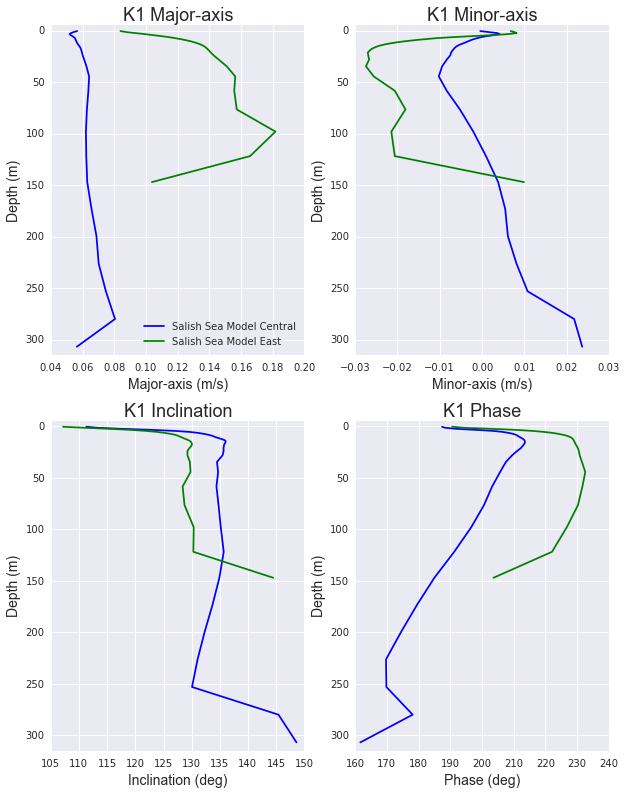 K1 Major-axis
K1 Minor-axis
0
50
100
150
200
250
300
Depth (m)
0.04 0.06 0.08 0.10 0.12 0.14 0.16 0.18 0.20
Major-axis (m/s)
Salish Sea Model Central
Salish Sea Model East
0
50
100
150
200
250
300
Depth (m)
−0.03 −0.02 −0.01 0.00 0.01 0.02 0.03
Minor-axis (m/s)
K1 Inclination
K1 Phase
0
50
100
150
200
250
300
Depth (m)
105 110 115 120 125 130 135 140 145 150
Inclination (deg)
0
50
100
150
200
250
300
Depth (m)
160 170 180 190 200 210 220 230 240
Phase (deg)